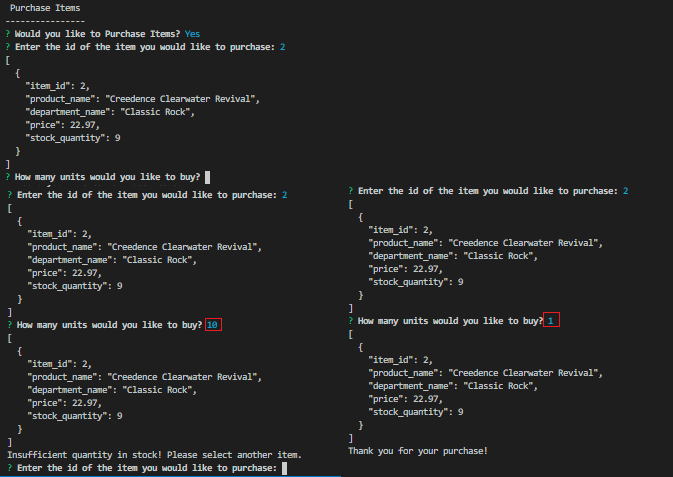 Purchase Items
----------------
? Would you like to Purchase Items? Yes
? Enter the id of the item you would like to purchase: 2
[
  {
    "item_id": 2,
    "product_name": "Creedence Clearwater Revival",
    "department_name": "Classic Rock",
    "price": 22.97,
    "stock_quantity": 9
  }
]
? How many units would you like to buy?
? Enter the id of the item you would like to purchase: 2
[
  {
    "item_id": 2,
    "product_name": "Creedence Clearwater Revival",
    "department_name": "Classic Rock",
    "price": 22.97,
    "stock_quantity": 9
  }
]
? How many units would you like to buy? 10
[
  {
    "item_id": 2,
    "product_name": "Creedence Clearwater Revival",
    "department_name": "Classic Rock",
    "price": 22.97,
    "stock_quantity": 9
  }
]
Insufficient quantity in stock! Please select another item.
? Enter the id of the item you would like to purchase:
? Enter the id of the item you would like to purchase: 2
[
  {
    "item_id": 2,
    "product_name": "Creedence Clearwater Revival",
    "department_name": "Classic Rock",
    "price": 22.97,
    "stock_quantity": 9
  }
]
? How many units would you like to buy? 1
[
  {
    "item_id": 2,
    "product_name": "Creedence Clearwater Revival",
    "department_name": "Classic Rock",
    "price": 22.97,
    "stock_quantity": 9
  }
]
Thank you for your purchase!